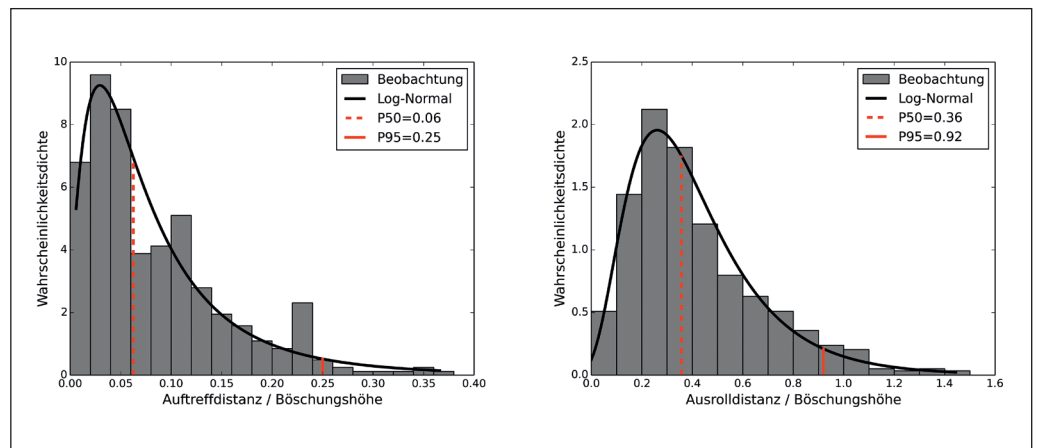 10
8
6
4
2
0
Wahrscheinlichkeitsdichte
Beobachtung
Log-Normal
P50=0.06
P95=0.25
0.00 0.05 0.10 0.15 0.20 0.25 0.30 0.35 0.40
Auftreffdistanz / Böschungshöhe
2.5
2.0
1.5
1.0
0.5
0.0
Wahrscheinlichkeitsdichte
Beobachtung
Log-Normal
P50=0.36
P95=0.92
0.0 0.2 0.4 0.6 0.8 1.0 1.2 1.4 1.6
Ausrolldistanz / Böschungshöhe